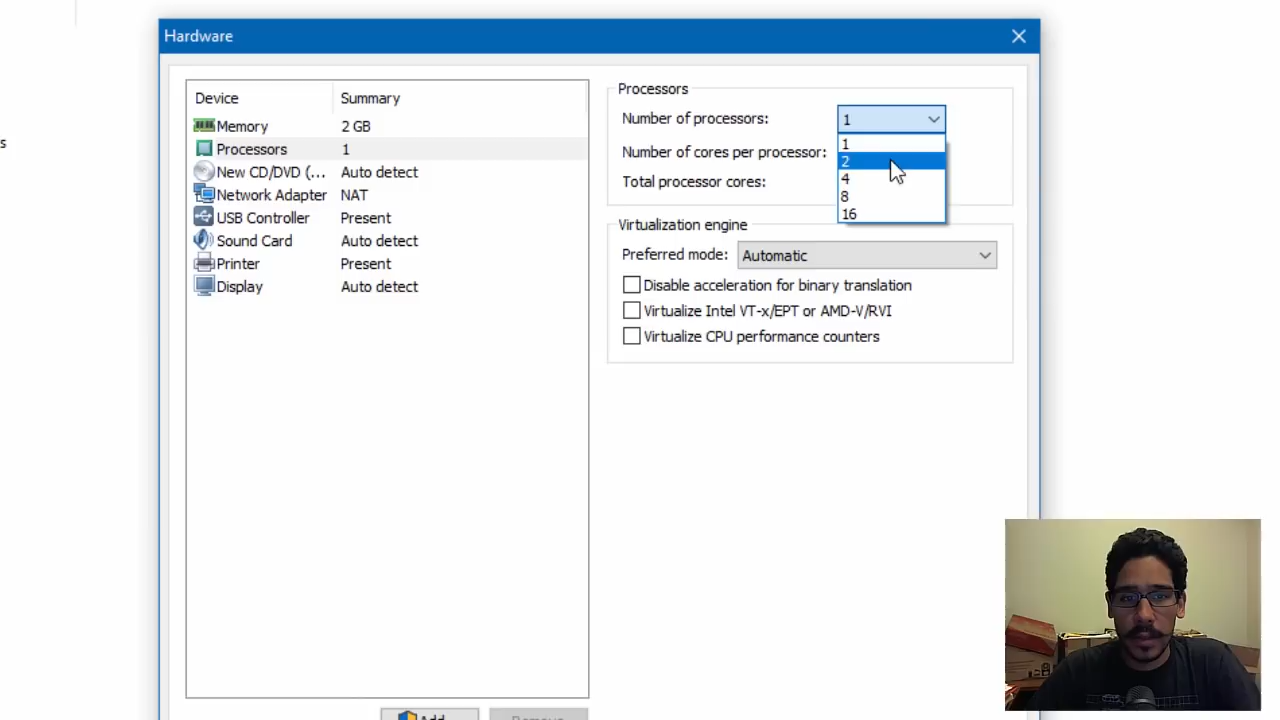 Hardware
s
Device Summary
Memory 2 GB
Processors 1
New CD/DVD (... Auto detect
Network Adapter NAT
USB Controller Present
Sound Card Auto detect
Printer Present
Display Auto detect
Add...
Remove
Processors
Number of processors: 1
1
2
4
8
16
Number of cores per processor:
Total processor cores:
Virtualization engine
Preferred mode: Automatic
Disable acceleration for binary translation
Virtualize Intel VT-x/EPT or AMD-V/RVI
Virtualize CPU performance counters